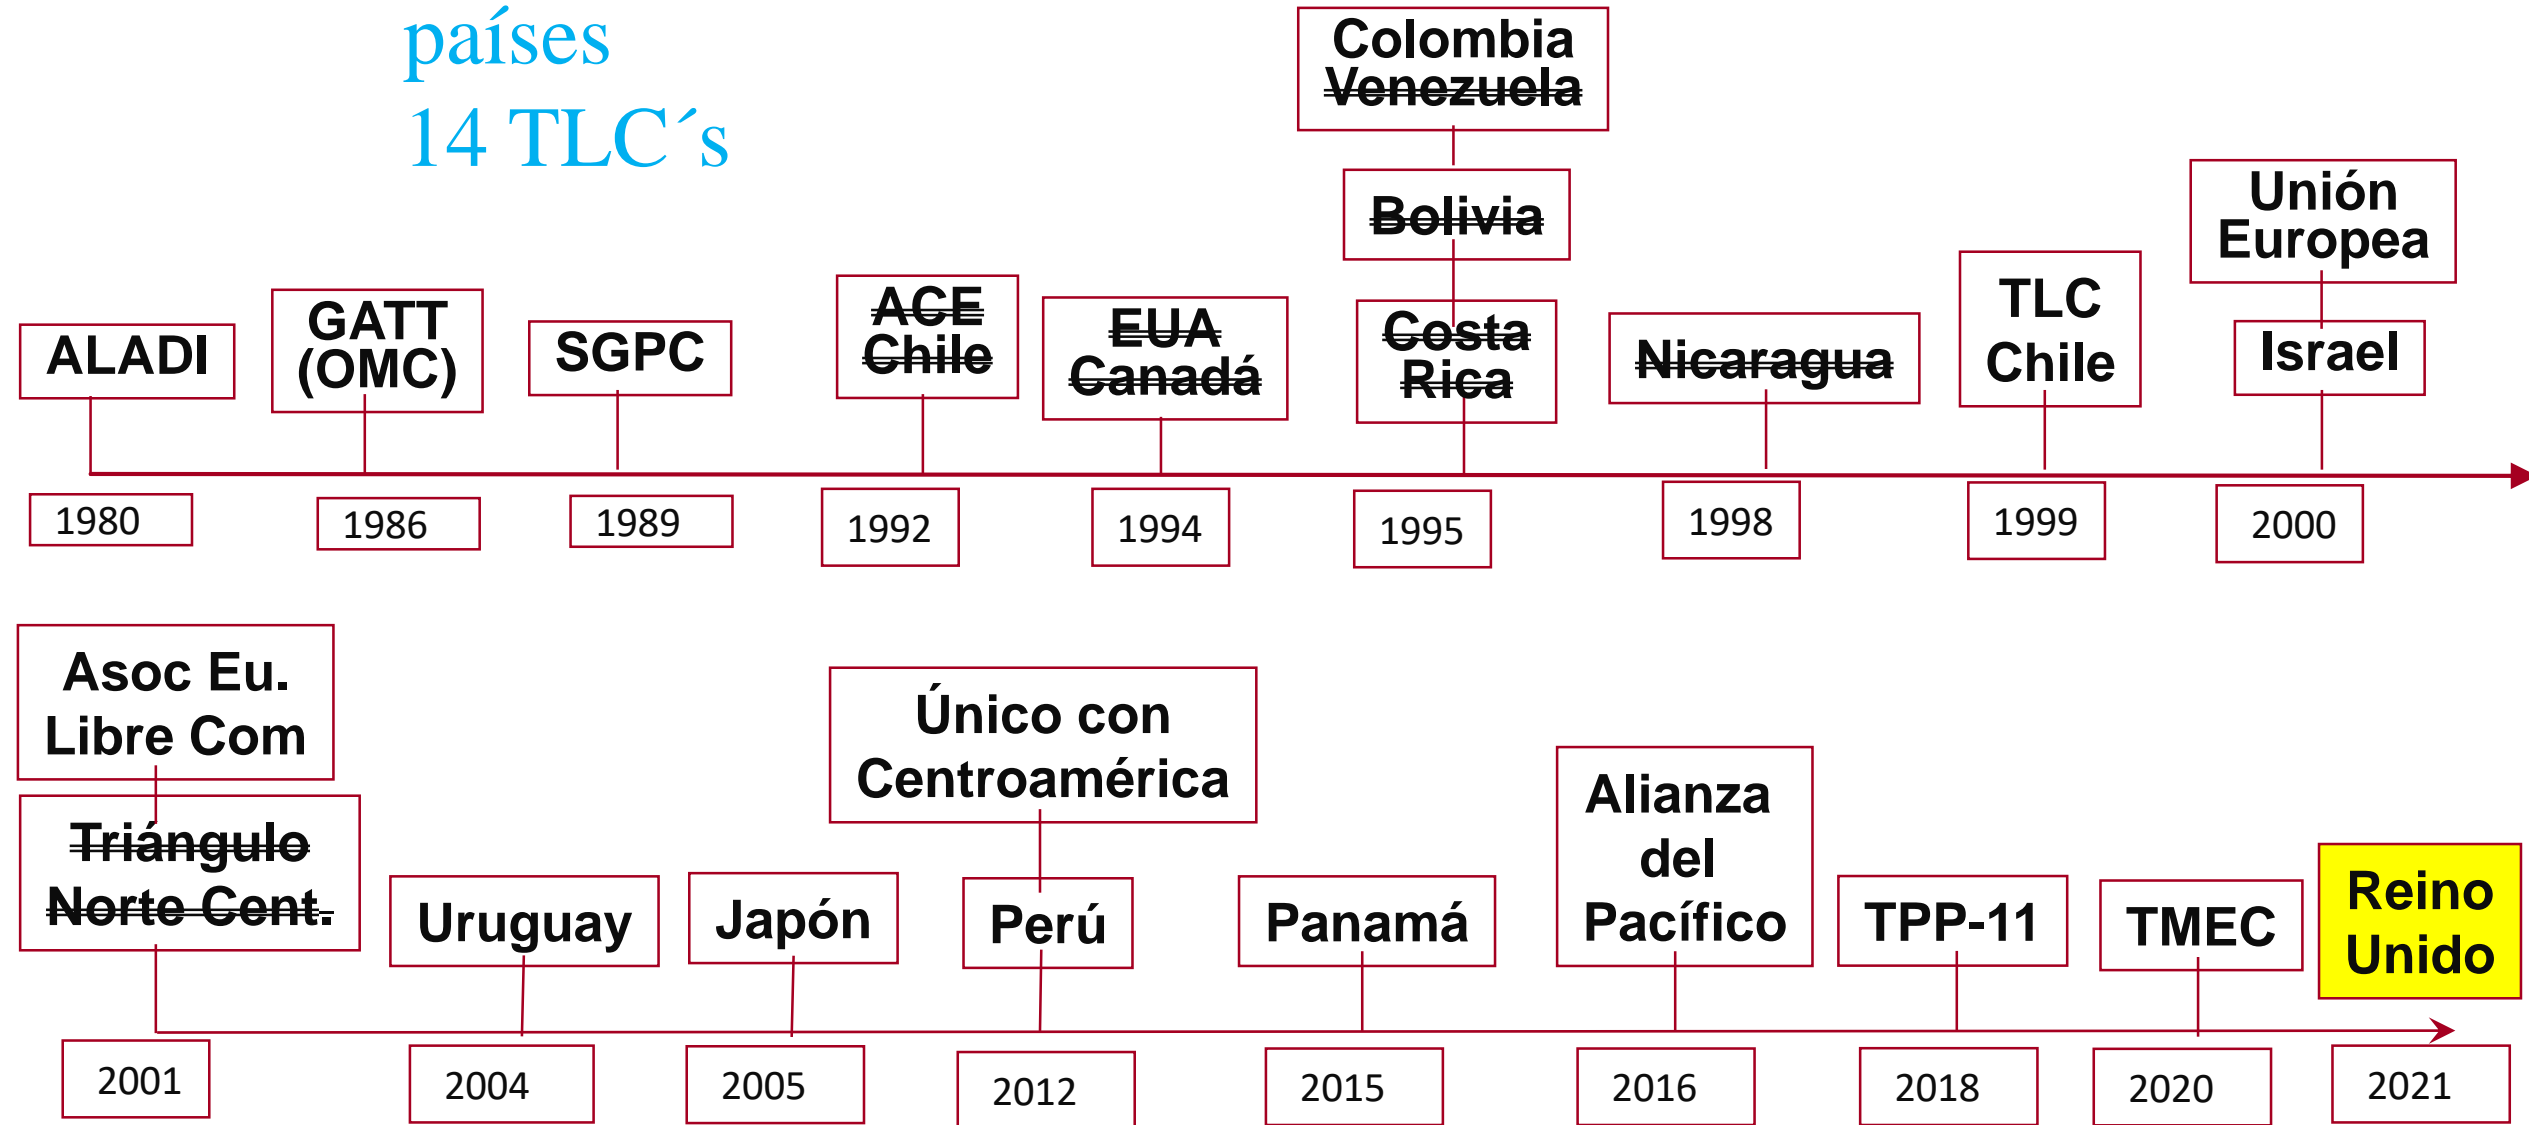 países
14 TLC´s
Colombia
Venezuela
Bolivia
Unión
Europea
ALADI
GATT
(OMC)
SGPC
ACE
Chile
EUA
Canadá
Costa
Rica
Nicaragua
TLC
Chile
Israel
1980
1986
1989
1992
1994
1995
1998
1999
2000
Asoc Eu.
Libre Com
Triángulo
Norte Cent.
Uruguay
Japón
Único con
Centroamérica
Perú
Panamá
Alianza
del
Pacífico
TPP-11
TMEC
Reino
Unido
2001
2004
2005
2012
2015
2016
2018
2020
2021